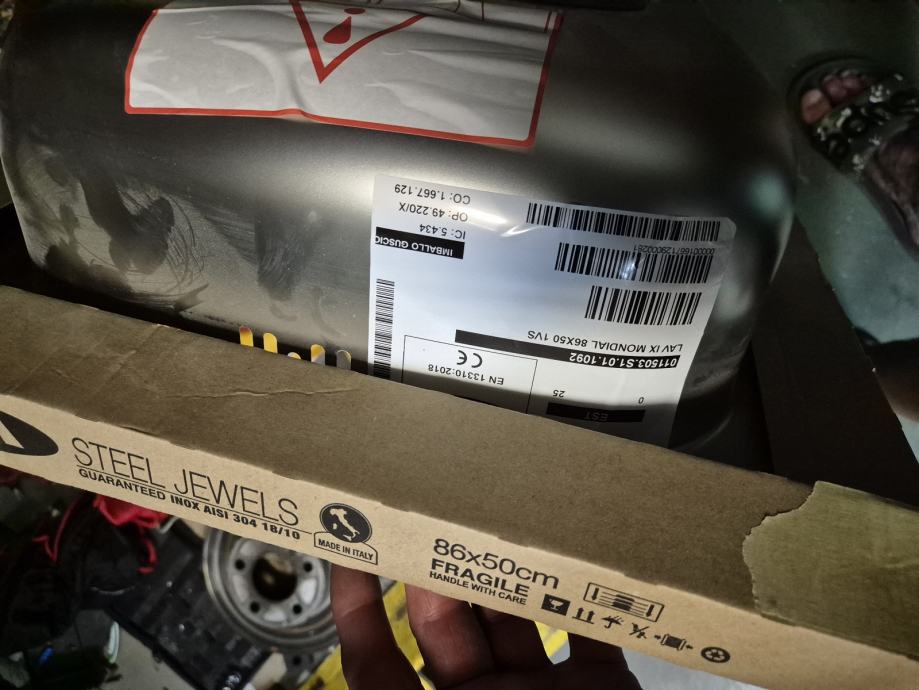 CO: 1.667.129
OP: 49.220/X
IC: 5.434
IMBALLO GUSCIO
LAV IX MONDIAL 86X50 1VS
011503.S1.01.1092
CE
EN 13310:2018
0
25
EST
STEEL JEWELS
GUARANTEED INOX AISI 304 18/10
MADE IN ITALY
86x50cm
FRAGILE
HANDLE WITH CARE